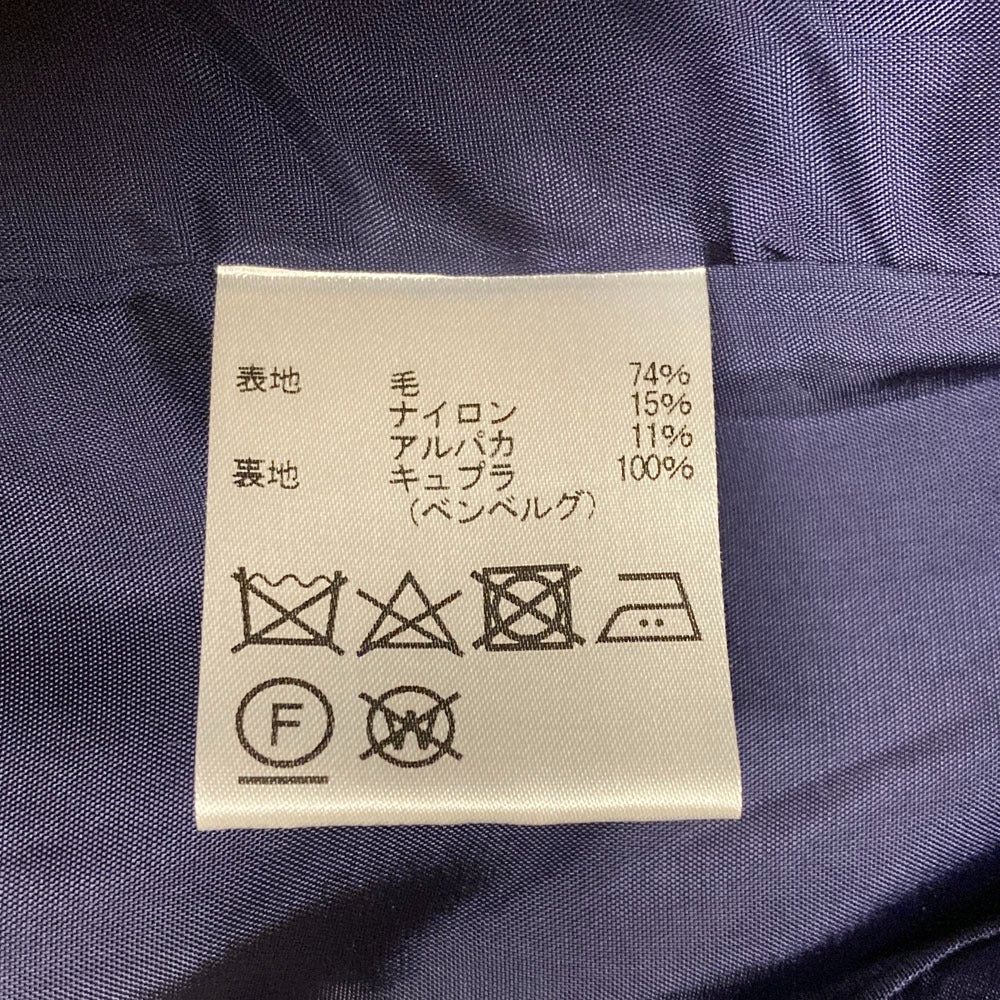 表地 毛 74%
ナイロン 15%
アルパカ 11%
裏地 キュプラ 100%
(ベンベルグ)
F W